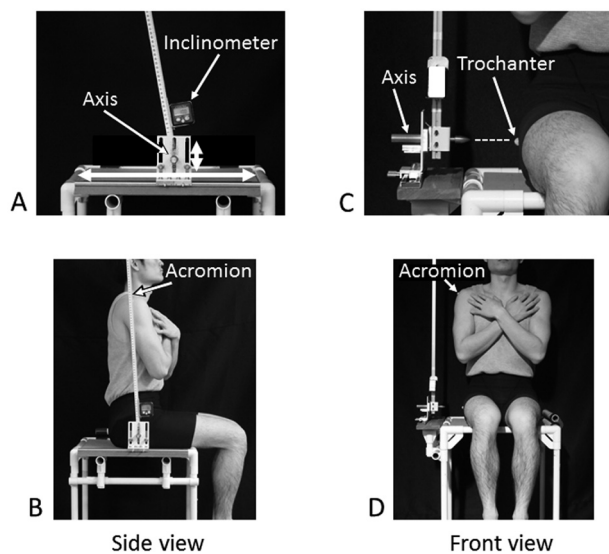 Inclinometer
Axis
A
Axis
Trochanter
C
Acromion
B
Side view
Acromion
D
Front view